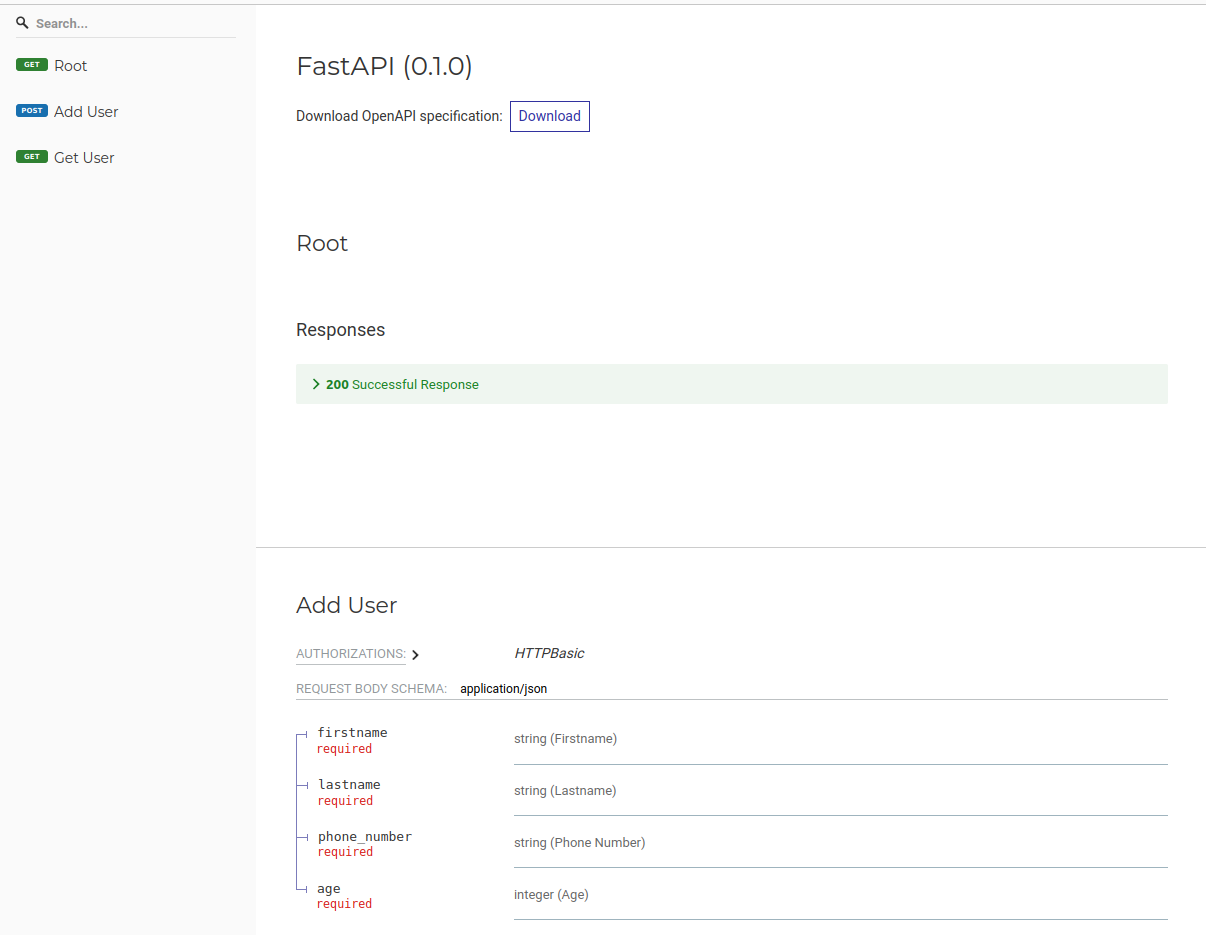 Search...
GET Root
POST Add User
GET Get User
FastAPI (0.1.0)
Download OpenAPI specification: Download
Root
Responses
200 Successful Response
Add User
AUTHORIZATIONS: HTTPBasic
REQUEST BODY SCHEMA: application/json
firstname
required
string (Firstname)
lastname
required
string (Lastname)
phone_number
required
string (Phone Number)
age
required
integer (Age)